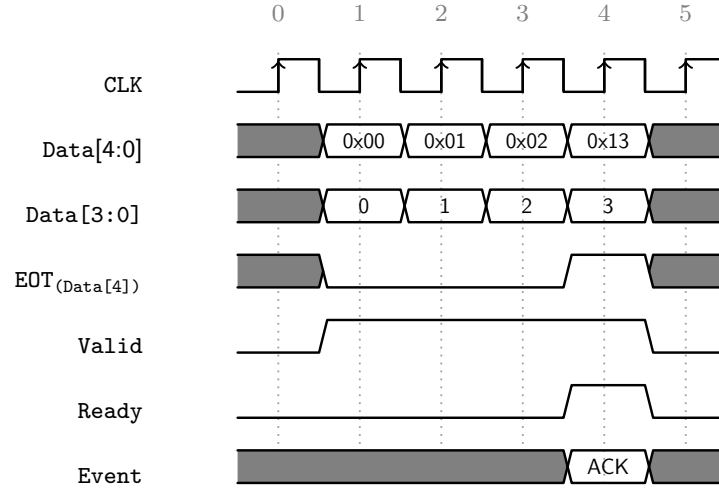 0 1 2 3 4 5
CLK
Data[4:0] 0x00 0x01 0x02 0x13
Data[3:0] 0 1 2 3
EOT(Data[4])
Valid
Ready
Event ACK